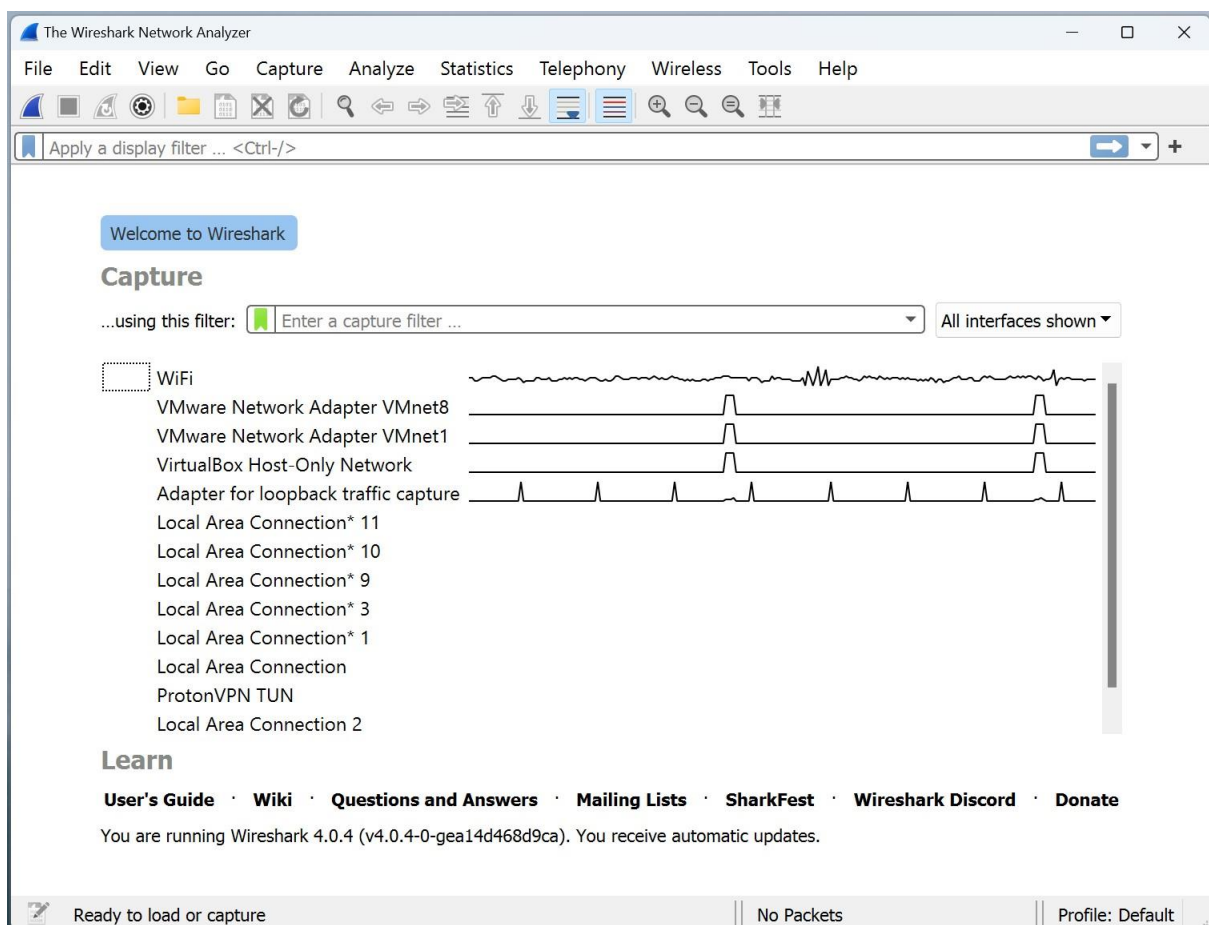 The Wireshark Network Analyzer
File Edit View Go Capture Analyze Statistics Telephony Wireless Tools Help
Apply a display filter ... <Ctrl-/>
Welcome to Wireshark
Capture
...using this filter: Enter a capture filter ... All interfaces shown
WiFi
VMware Network Adapter VMnet8
VMware Network Adapter VMnet1
VirtualBox Host-Only Network
Adapter for loopback traffic capture
Local Area Connection* 11
Local Area Connection* 10
Local Area Connection* 9
Local Area Connection* 3
Local Area Connection* 1
Local Area Connection
ProtonVPN TUN
Local Area Connection 2
Learn
User's Guide · Wiki · Questions and Answers · Mailing Lists · SharkFest · Wireshark Discord · Donate
You are running Wireshark 4.0.4 (v4.0.4-0-gea14d468d9ca). You receive automatic updates.
Ready to load or capture No Packets Profile: Default